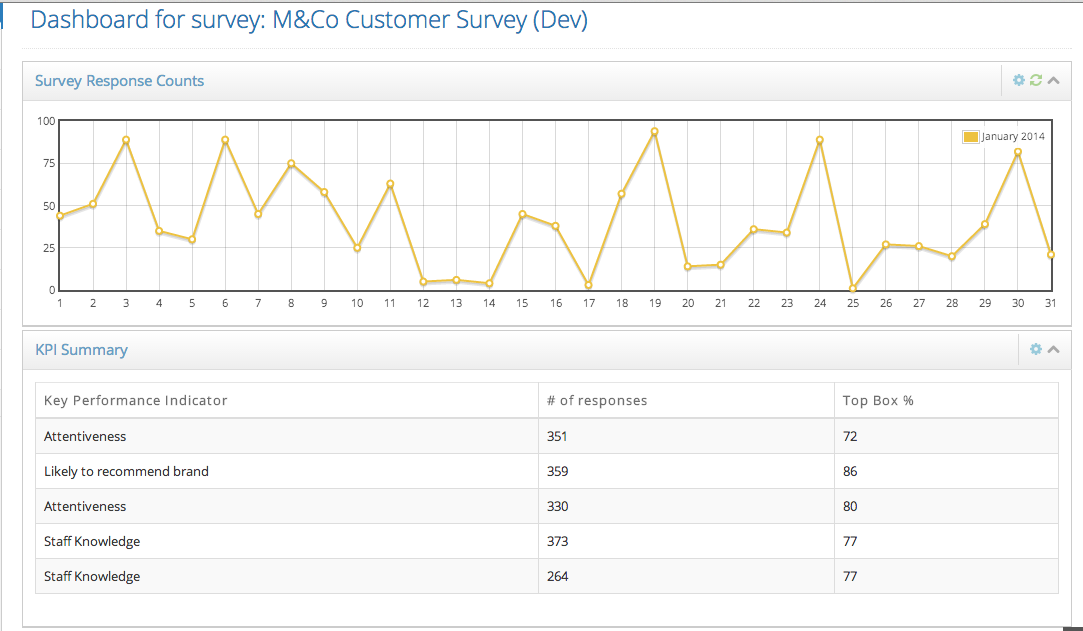 Dashboard for survey: M&Co Customer Survey (Dev)
Survey Response Counts
100
75
50
25
0
January 2014
1 2 3 4 5 6 7 8 9 10 11 12 13 14 15 16 17 18 19 20 21 22 23 24 25 26 27 28 29 30 31
KPI Summary
Key Performance Indicator # of responses Top Box %
Attentiveness 351 72
Likely to recommend brand 359 86
Attentiveness 330 80
Staff Knowledge 373 77
Staff Knowledge 264 77